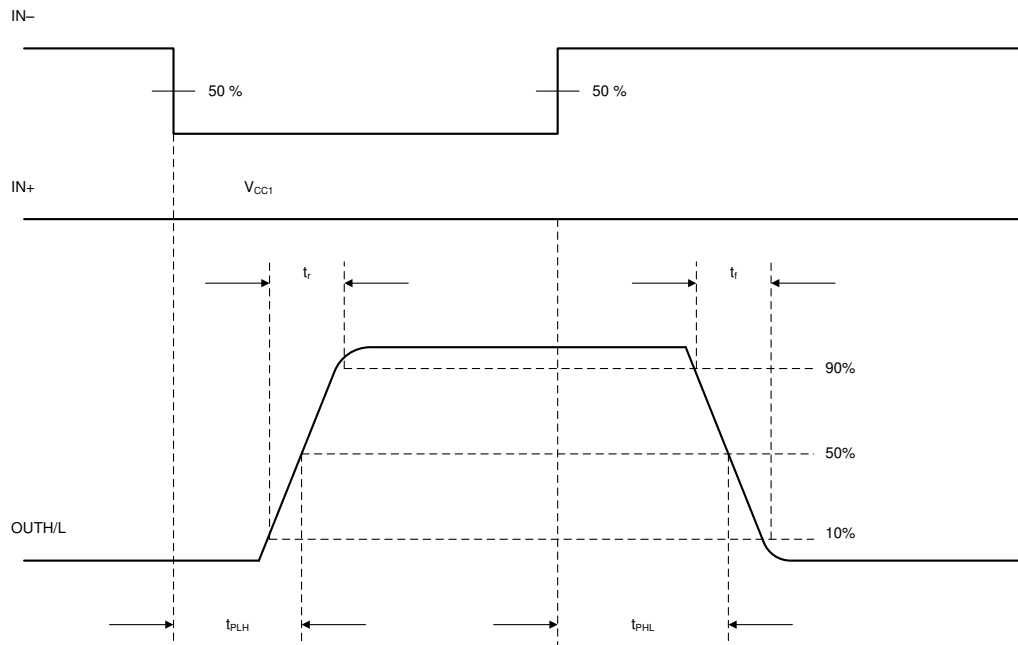 IN–
50 %
50 %
IN+
VCC1
tr
tf
90%
50%
OUTH/L
10%
tPLH
tPHL